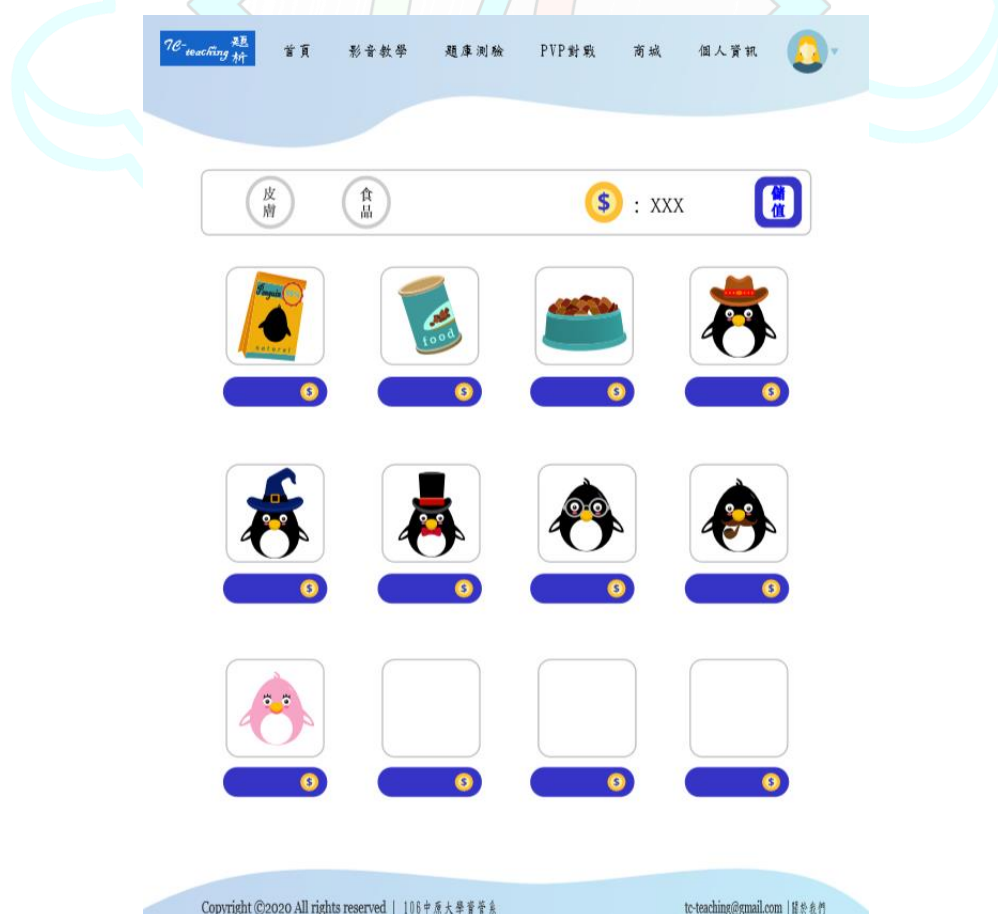 TC-teaching 題析
首頁 影音教學 題庫測驗 PVP對戰 商城 個人資訊
皮膚 食品 $ : XXX 儲值
Penguin
natural
food
$ $ $ $
$ $ $ $
$ $ $ $
Copyright ©2020 All rights reserved | 106中原大學資管系
tc-teaching@gmail.com |關於我們